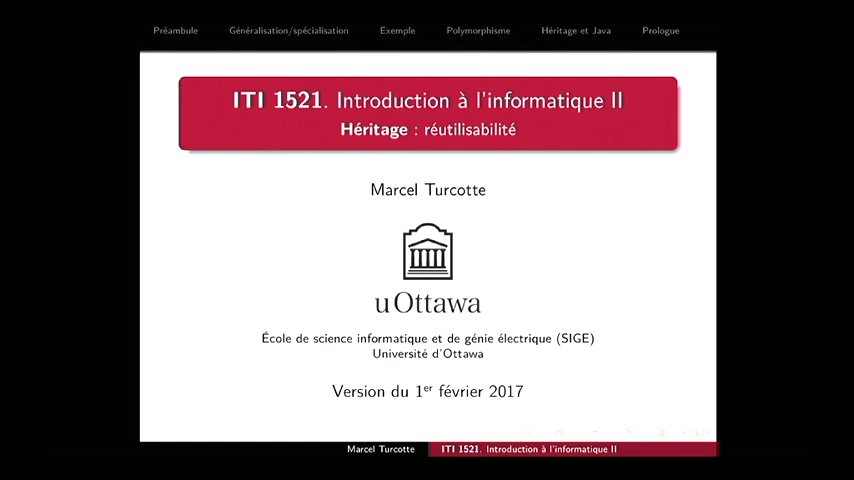 Préambule Généralisation/spécialisation Exemple Polymorphisme Héritage et Java Prologue
ITI 1521. Introduction à l'informatique II
Héritage : réutilisabilité
Marcel Turcotte
uOttawa
École de science informatique et de génie électrique (SIGE)
Université d'Ottawa
Version du 1er février 2017
Marcel Turcotte ITI 1521. Introduction à l'informatique II